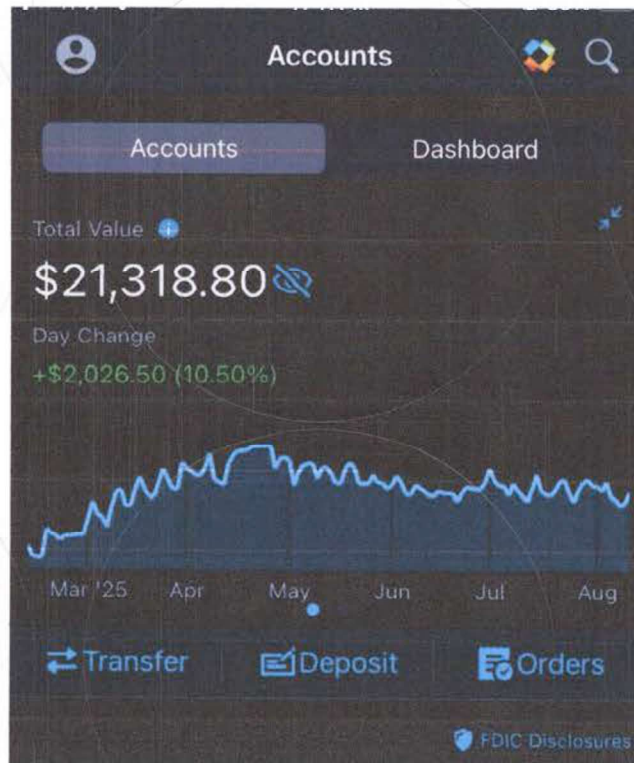 Accounts
Accounts Dashboard
Total Value
$21,318.80
Day Change
+$2,026.50 (10.50%)
Mar '25 Apr May Jun Jul Aug
Transfer Deposit Orders
FDIC Disclosures